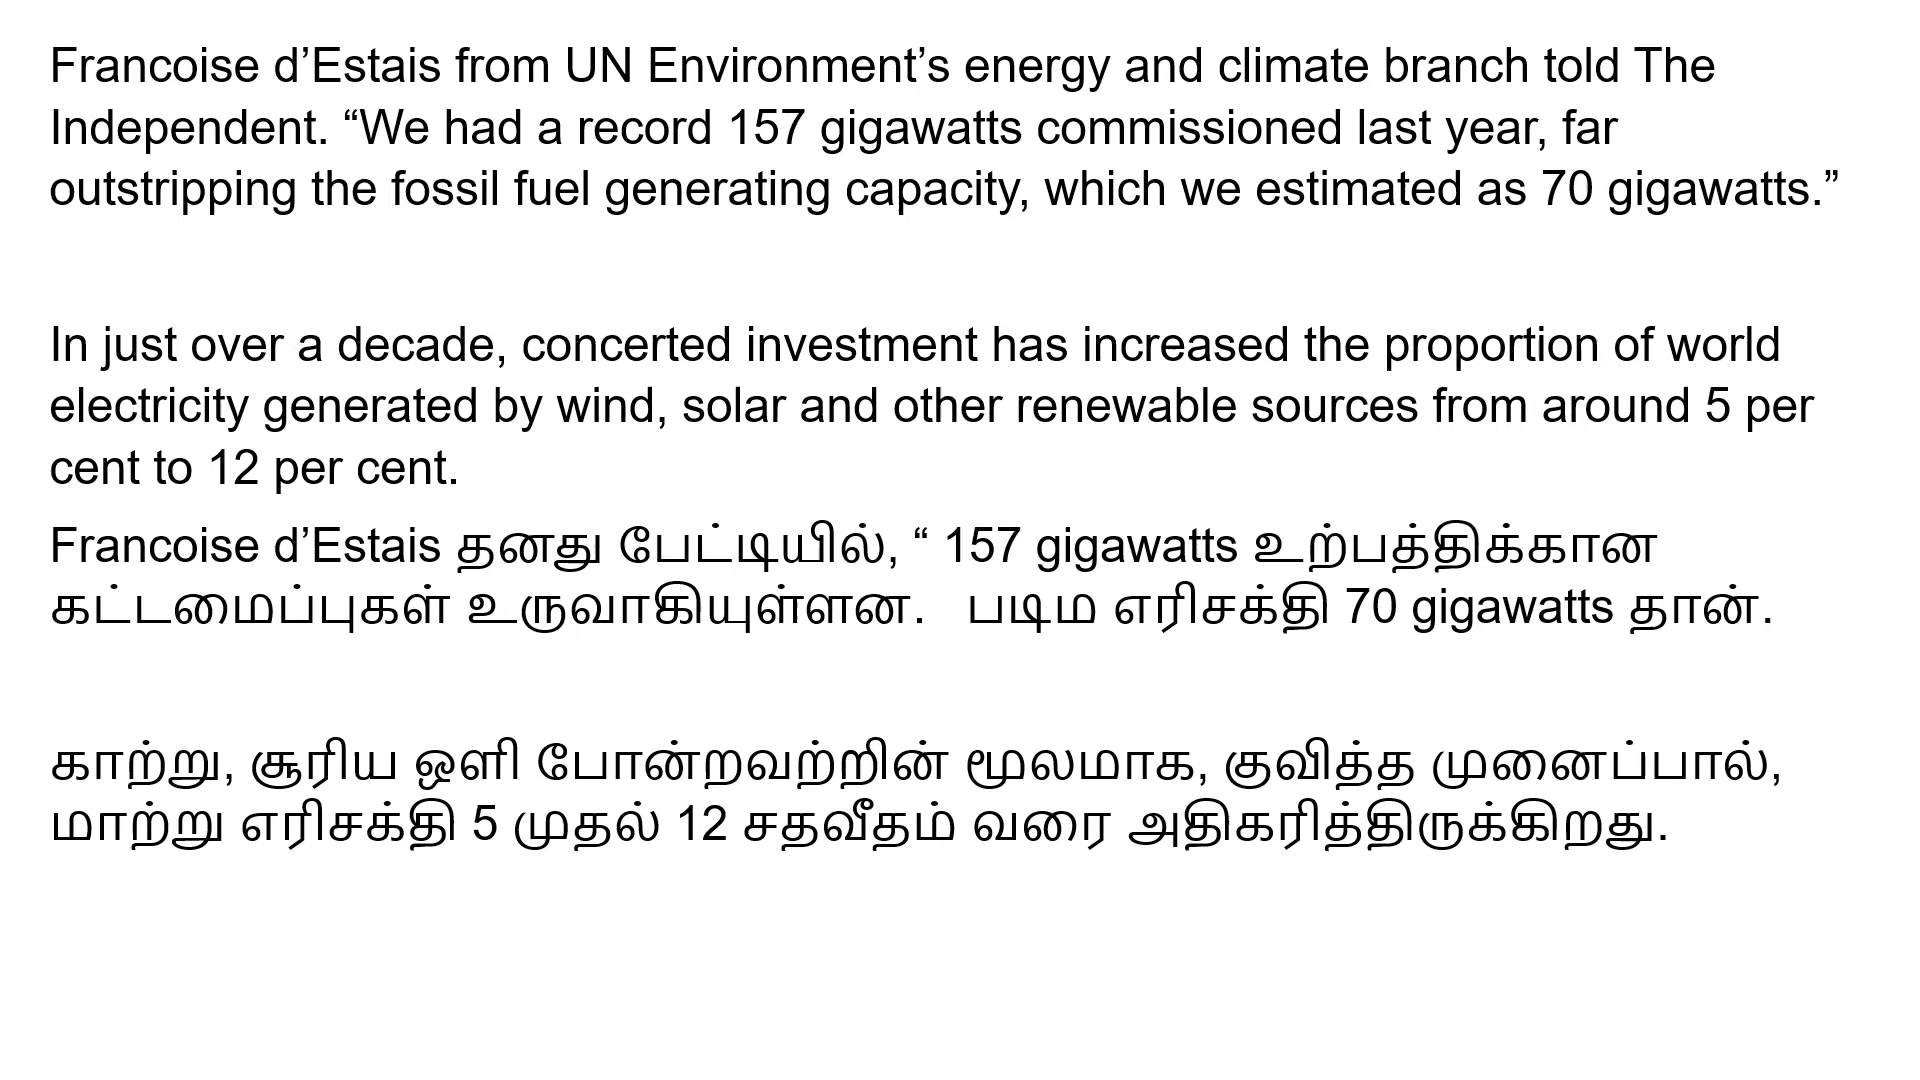 Francoise d’Estais from UN Environment’s energy and climate branch told The
Independent. “We had a record 157 gigawatts commissioned last year, far
outstripping the fossil fuel generating capacity, which we estimated as 70 gigawatts.”
In just over a decade, concerted investment has increased the proportion of world
electricity generated by wind, solar and other renewable sources from around 5 per
cent to 12 per cent.
Francoise d’Estais தனது பேட்டியில், “ 157 gigawatts உற்பத்திக்கான
கட்டமைப்புகள் உருவாகியுள்ளன.   படிம எரிசக்தி 70 gigawatts தான்.
காற்று, சூரிய ஒளி போன்றவற்றின் மூலமாக, குவித்த முனைப்பால்,
மாற்று எரிசக்தி 5 முதல் 12 சதவீதம் வரை அதிகரித்திருக்கிறது.